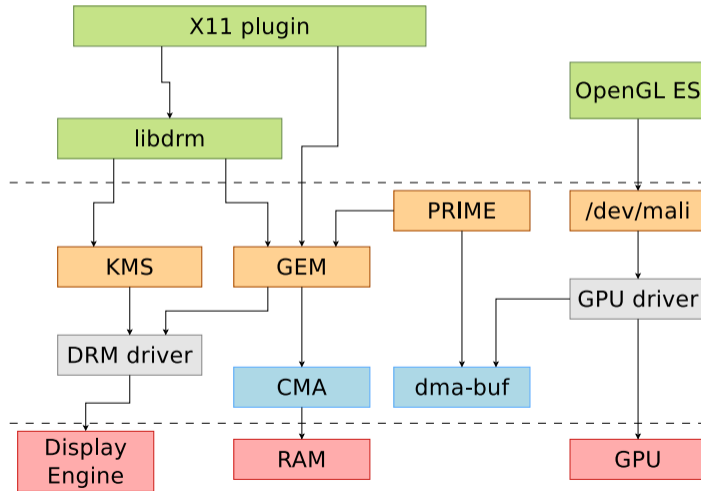 X11 plugin
OpenGL ES
libdrm
PRIME
/dev/mali
KMS
GEM
GPU driver
DRM driver
CMA
dma-buf
Display
Engine
RAM
GPU